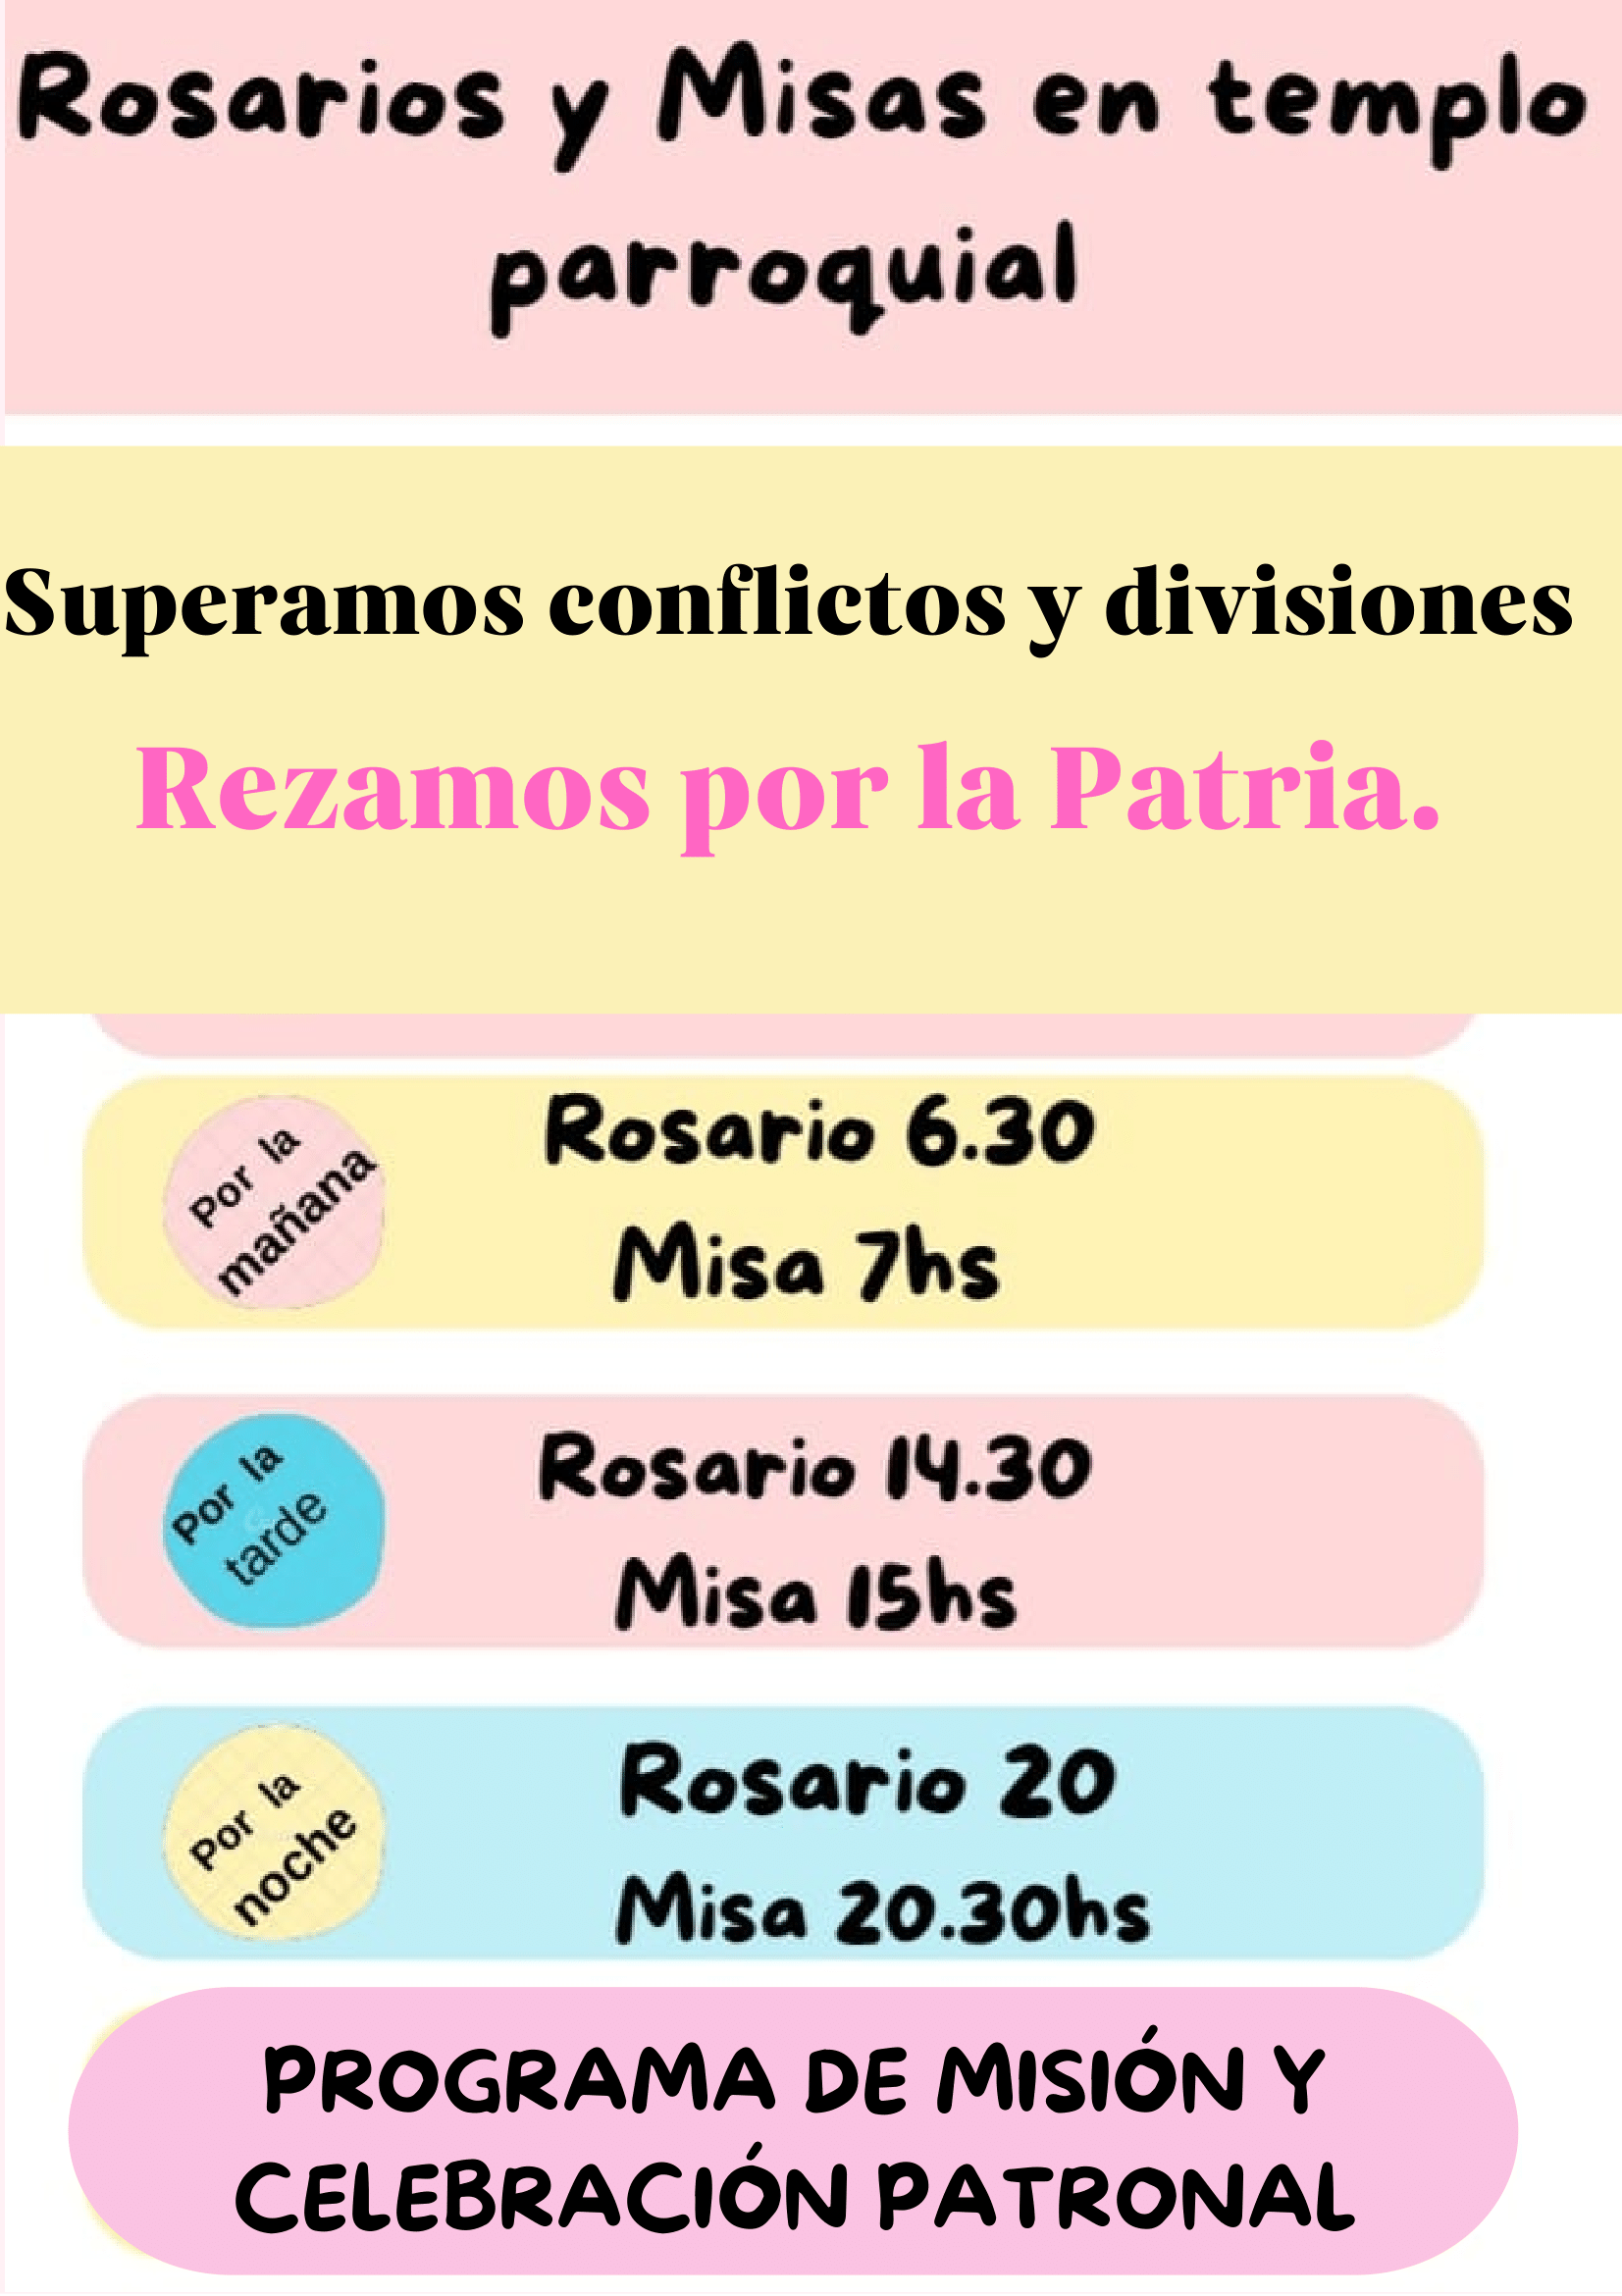 Rosarios y Misas en templo
parroquial
Superamos conflictos y divisiones
Rezamos por la Patria.
Por la
mañana
Rosario 6.30
Misa 7hs
Por la
tarde
Rosario 14.30
Misa 15hs
Por la
noche
Rosario 20
Misa 20.30hs
PROGRAMA DE MISIÓN Y
CELEBRACIÓN PATRONAL